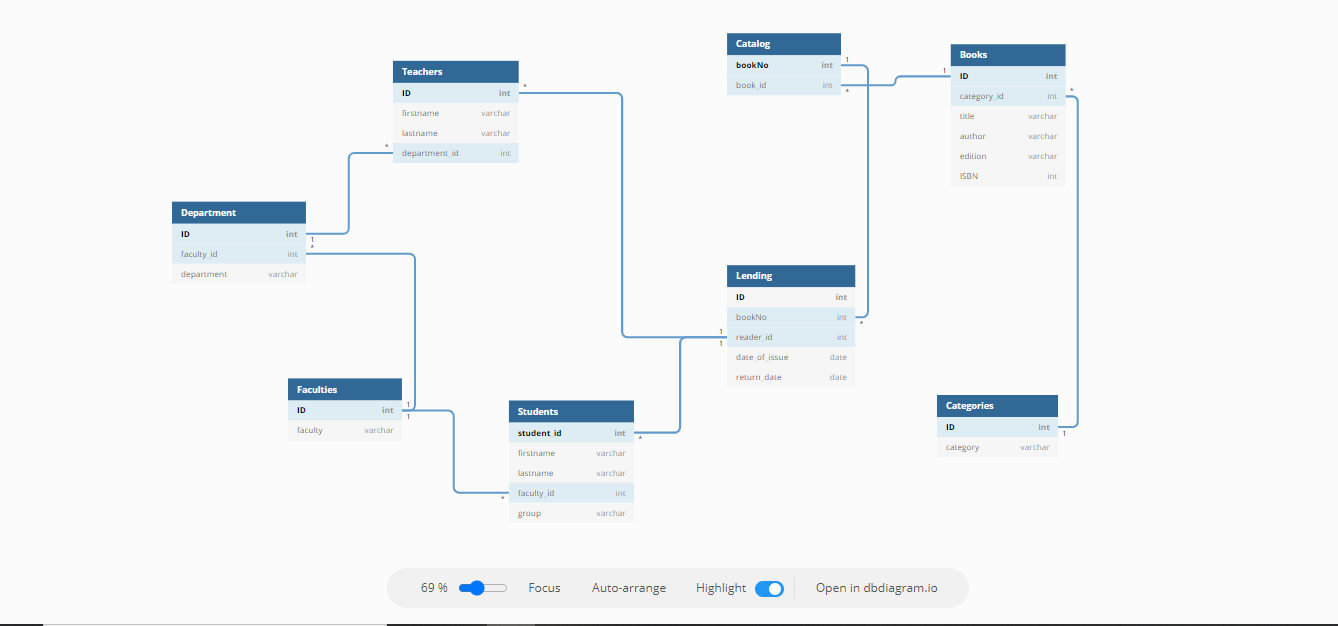 Catalog
bookNo int
book_id int
1
*
Books
ID int
category_id int
title varchar
author varchar
edition varchar
ISBN int
1
*
Teachers
ID int
firstname varchar
lastname varchar
department_id int
*
*
Department
ID int
faculty_id int
department varchar
1
*
Lending
ID int
bookNo int
reader_id int
date_of_issue date
return_date date
*
1
1
Faculties
ID int
faculty varchar
1
1
Students
student_id int
firstname varchar
lastname varchar
faculty_id int
group varchar
*
*
Categories
ID int
category varchar
1
69 % Focus Auto-arrange Highlight Open in dbdiagram.io